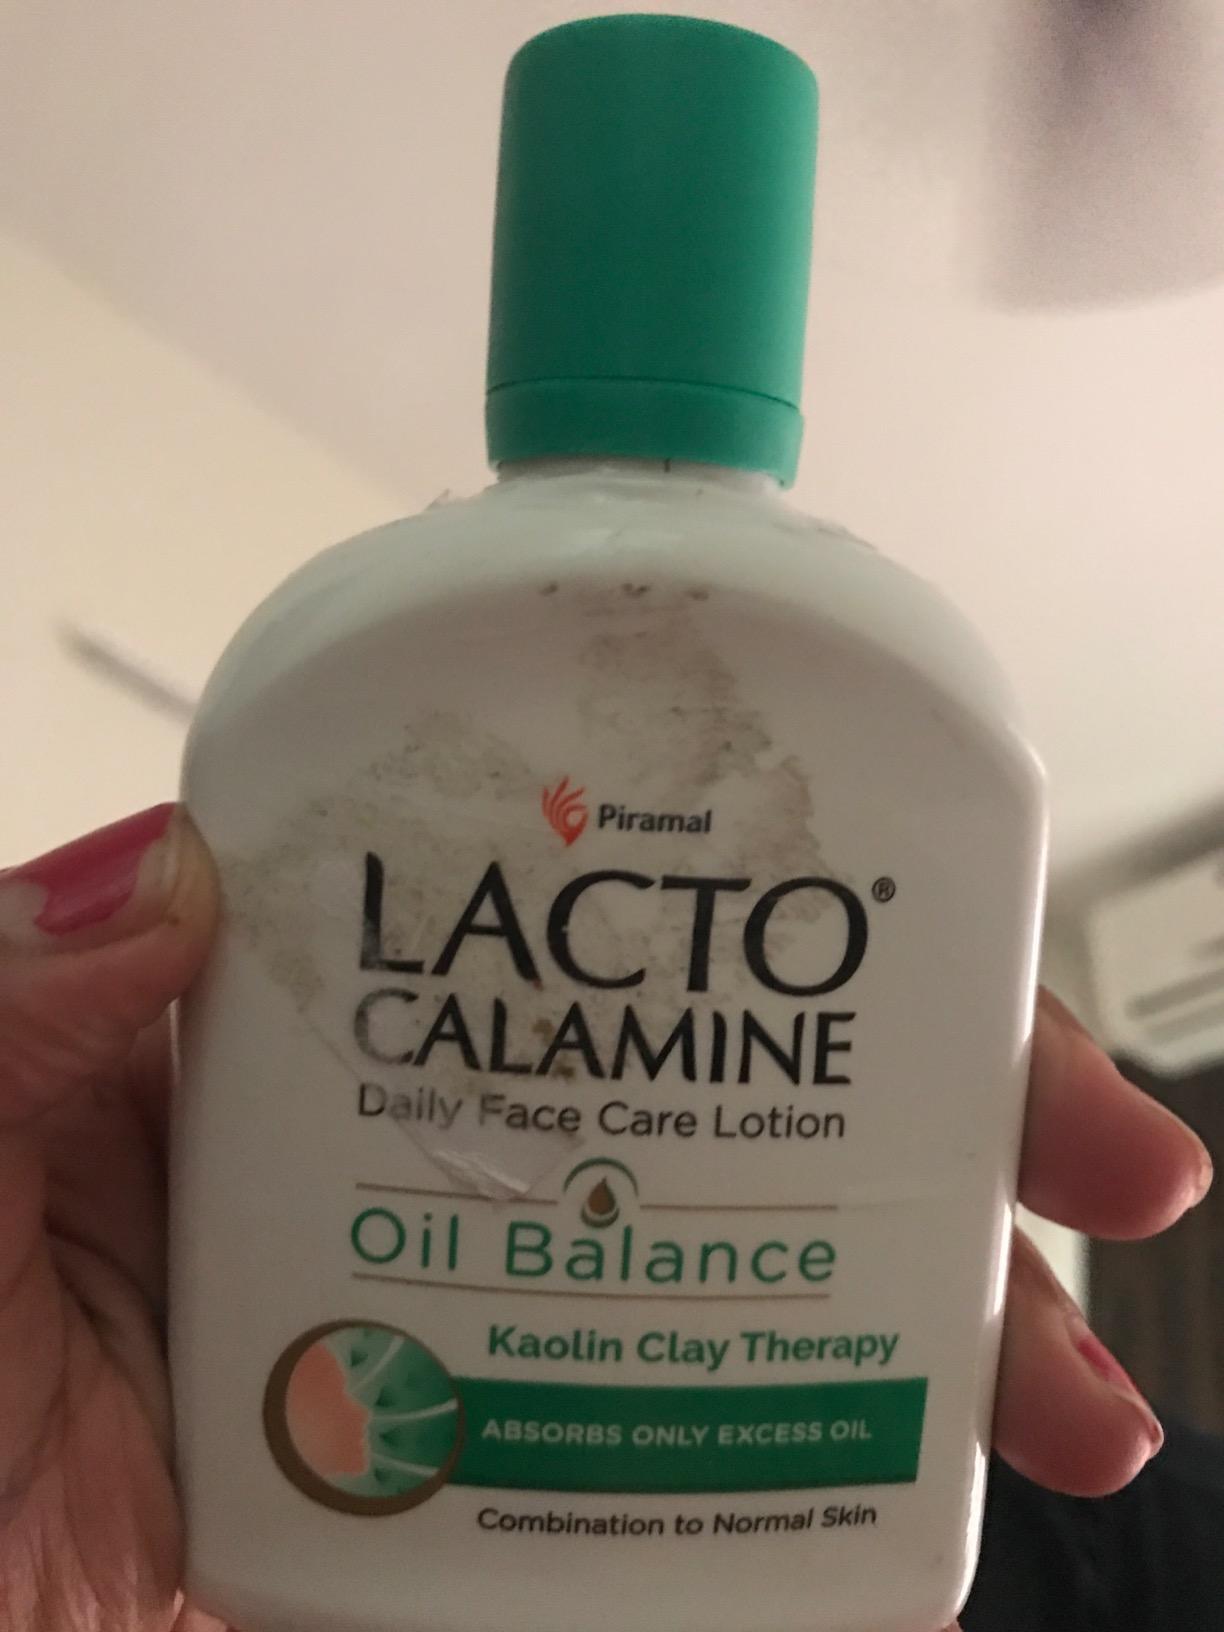 Piramal
LACTO®
CALAMINE
Daily Face Care Lotion
Oil Balance
Kaolin Clay Therapy
ABSORBS ONLY EXCESS OIL
Combination to Normal Skin